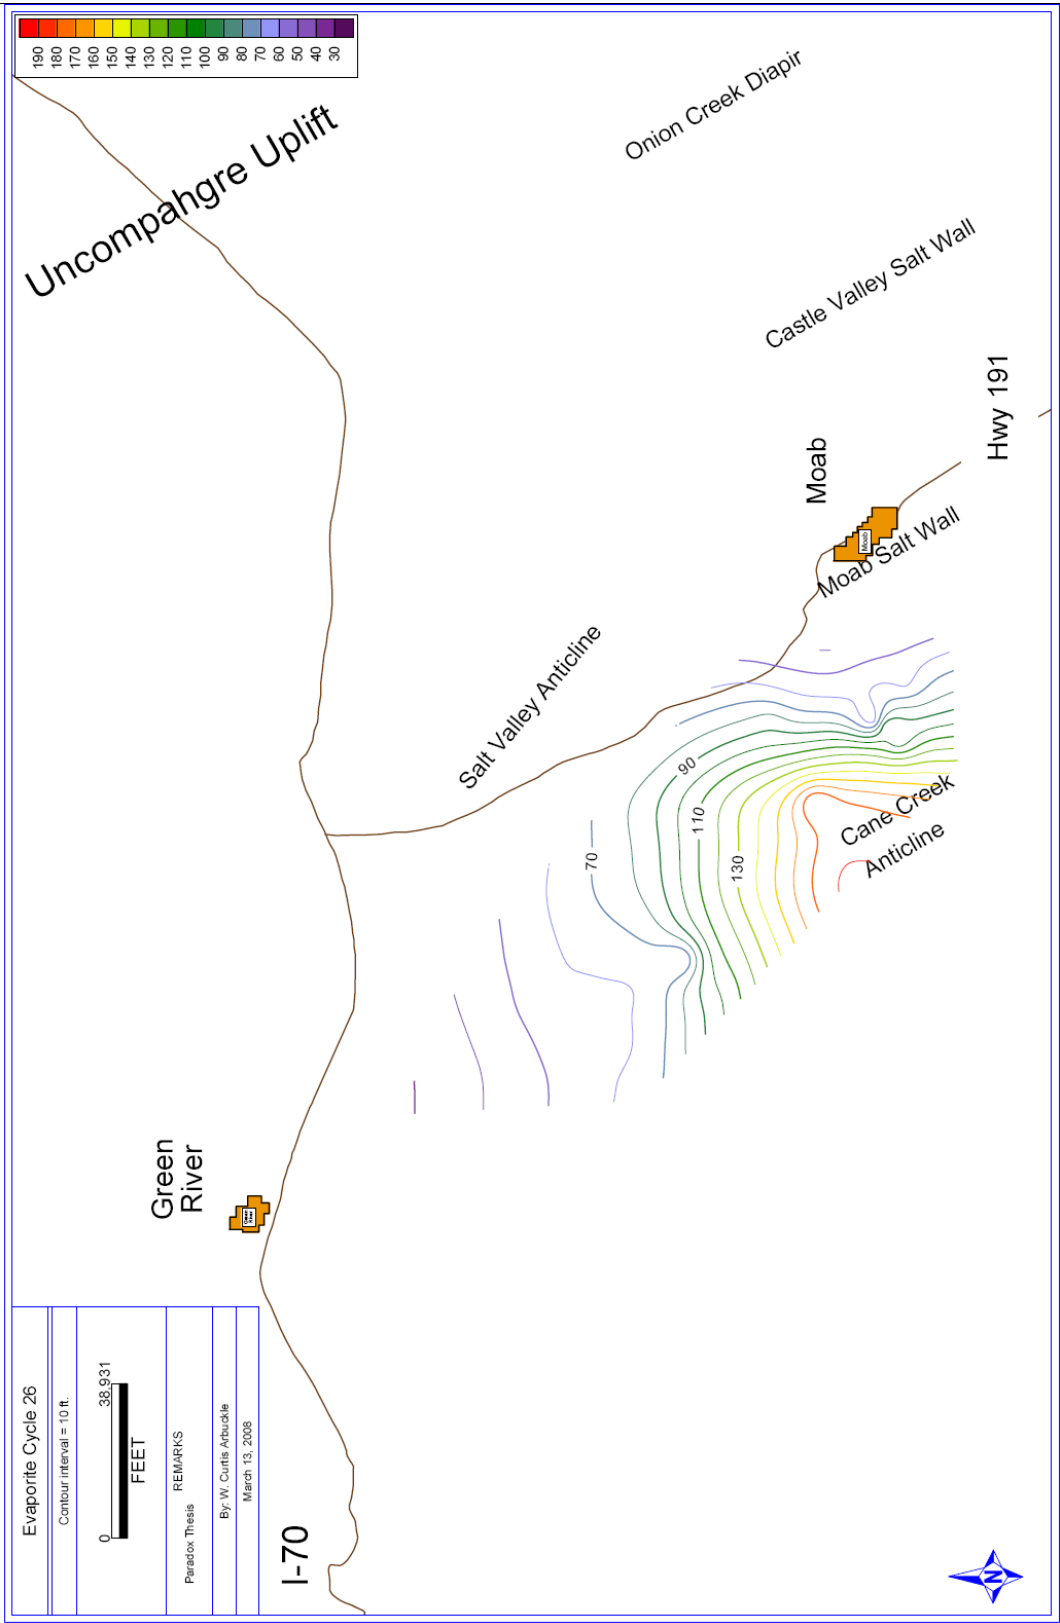 190
180
170
160
150
140
130
120
110
100
90
80
70
60
50
40
30
Uncompahgre Uplift
Onion Creek Diapir
Castle Valley Salt Wall
Hwy 191
Moab
Moab
Moab Salt Wall
Salt Valley Anticline
90
110
130
70
Cane Creek
Anticline
Green
River
Green
River
I-70
Evaporite Cycle 26
Contour interval = 10 ft.
0
38,931
FEET
REMARKS
Paradox Thesis
By: W. Curtis Arbuckle
March 13, 2008
N